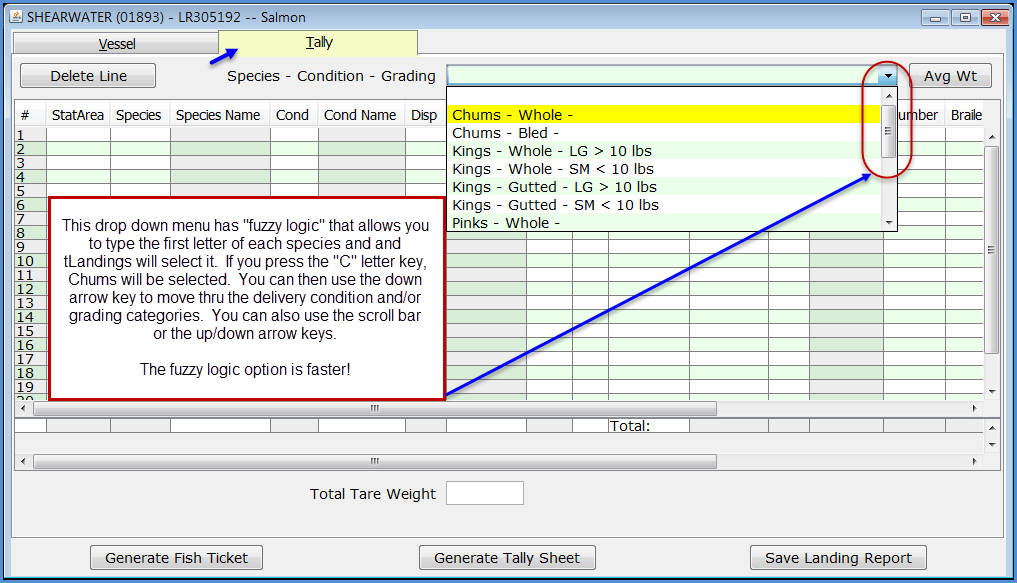 SHEARWATER (01893) - LR305192 -- Salmon
Vessel
Tally
Delete Line
Species - Condition - Grading
Avg Wt
# StatArea Species Species Name Cond Cond Name Disp umber Braile
Chums - Whole -
Chums - Bled -
Kings - Whole - LG > 10 lbs
Kings - Whole - SM < 10 lbs
Kings - Gutted - LG > 10 lbs
Kings - Gutted - SM < 10 lbs
Pinks - Whole -
1
2
3
4
5
6
7
8
9
10
11
12
13
14
15
16
17
18
19
This drop down menu has "fuzzy logic" that allows you
to type the first letter of each species and and
tLandings will select it. If you press the "C" letter key,
Chums will be selected. You can then use the down
arrow key to move thru the delivery condition and/or
grading categories. You can also use the scroll bar
or the up/down arrow keys.
The fuzzy logic option is faster!
20
Total:
Total Tare Weight
Generate Fish Ticket
Generate Tally Sheet
Save Landing Report